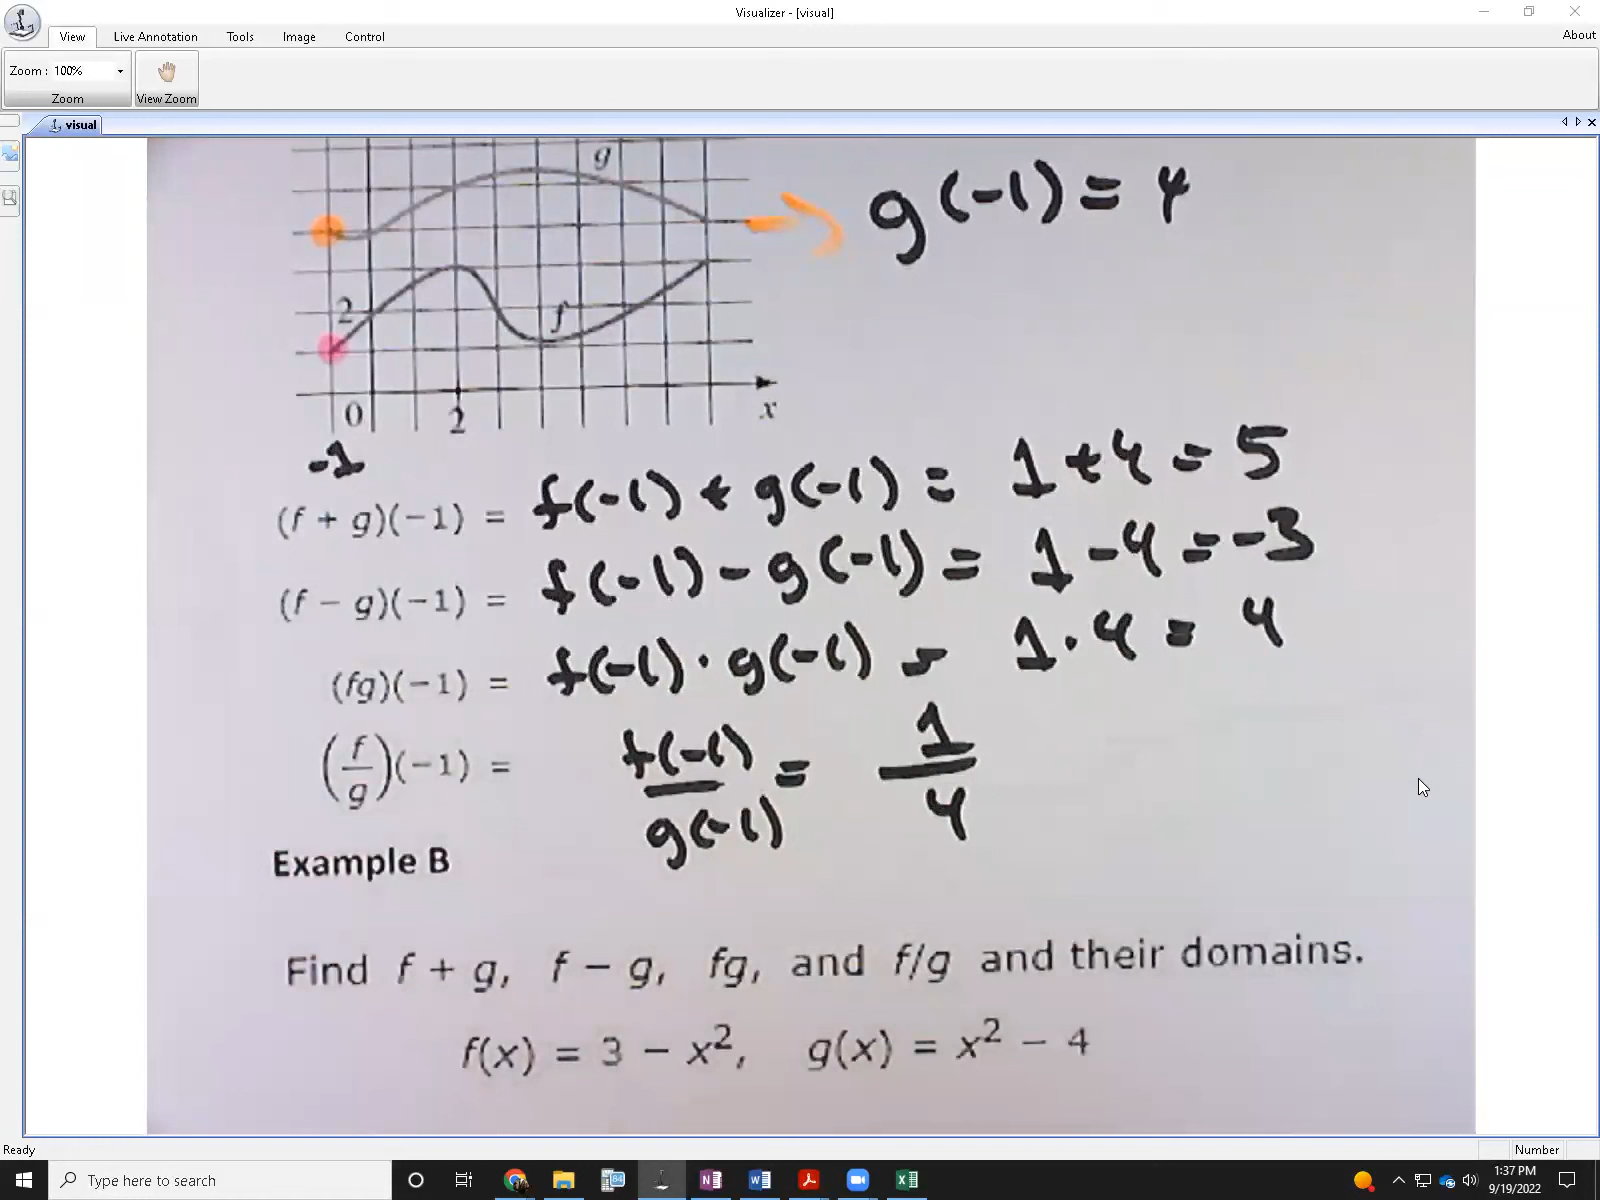 Visualizer - [visual]
View Live Annotation Tools Image Control About
Zoom : 100%
Zoom View Zoom
visual
g
g(-1) = 4
2
f
0 2 x
-1
(f + g)(−1) = f(-1) + g(-1) = 1 + 4 = 5
(f − g)(−1) = f(-1) - g(-1) = 1 - 4 = -3
(fg)(−1) = f(-1) · g(-1) = 1 · 4 = 4
(f/g)(−1) = f(-1)/g(-1) = 1/4
Example B
Find f + g, f − g, fg, and f/g and their domains.
f(x) = 3 − x², g(x) = x² − 4
Ready Number
Type here to search
1:37 PM
9/19/2022